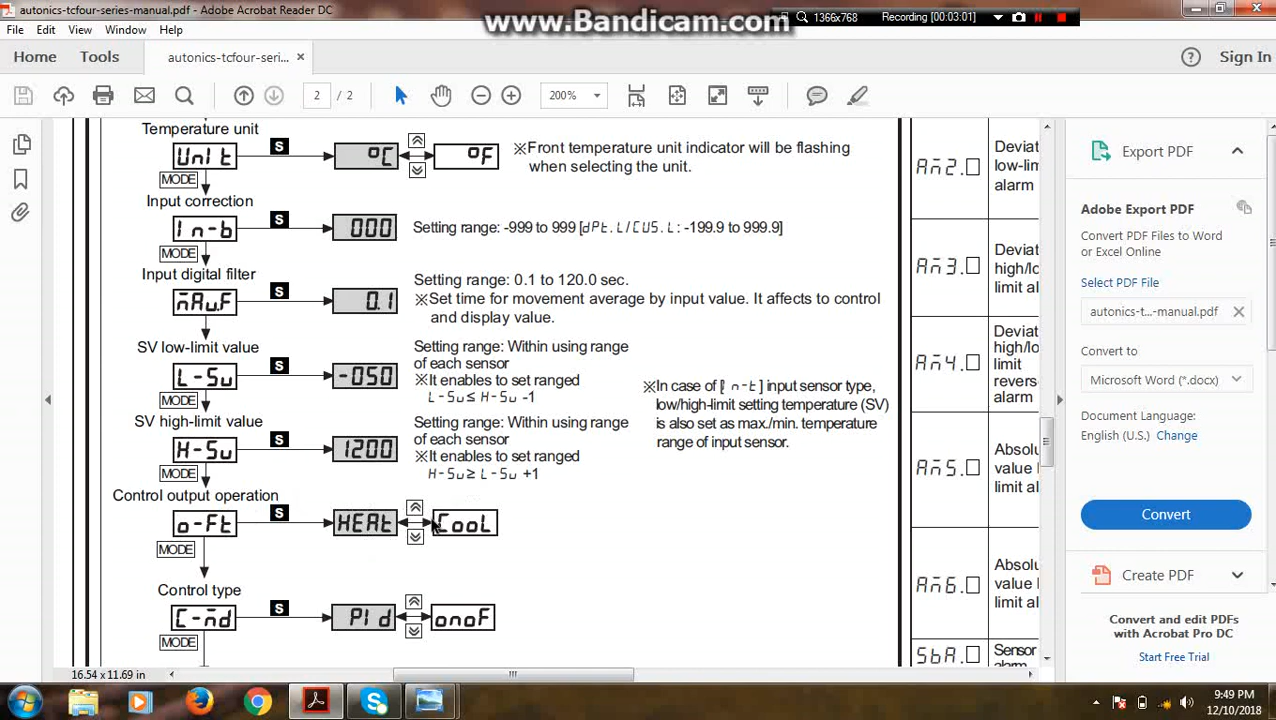 autonics-tcfour-series-manual.pdf - Adobe Acrobat Reader DC
www.Bandicam.com
1366x768 Recording [00:03:01]
File Edit View Window Help
Home Tools autonics-tcfour-seri... × Sign In
2 / 2 200%
Temperature unit
Unit S °C °F ※Front temperature unit indicator will be flashing
when selecting the unit.
MODE
Input correction
In-b S 000 Setting range: -999 to 999 [dPt.L/CUS.L: -199.9 to 999.9]
MODE
Input digital filter
Setting range: 0.1 to 120.0 sec.
MAv.F S 0.1 ※Set time for movement average by input value. It affects to control
and display value.
SV low-limit value
Setting range: Within using range
of each sensor
L-Sv S -050 ※It enables to set ranged
L-Sv ≤ H-Sv -1
MODE
※In case of [In-t] input sensor type,
low/high-limit setting temperature (SV)
is also set as max./min. temperature
range of input sensor.
SV high-limit value
Setting range: Within using range
of each sensor
H-Sv S 1200 ※It enables to set ranged
H-Sv ≥ L-Sv +1
MODE
Control output operation
o-Ft S HEAt CooL
MODE
Control type
C-Md S PId onoF
MODE
AM2.□ Deviat
low-lim
alarm
AM3.□ Deviat
high/lo
limit al
AM4.□ Deviat
high/lo
limit
revers
alarm
AM5.□ Absolu
value l
limit al
AM6.□ Absolu
value l
limit al
SbA.□ Sensor
alarm
Export PDF
Adobe Export PDF
Convert PDF Files to Word
or Excel Online
Select PDF File
autonics-t...-manual.pdf ×
Convert to
Microsoft Word (*.docx)
Document Language:
English (U.S.) Change
Convert
Create PDF
Convert and edit PDFs
with Acrobat Pro DC
Start Free Trial
16.54 x 11.69 in
9:49 PM
12/10/2018